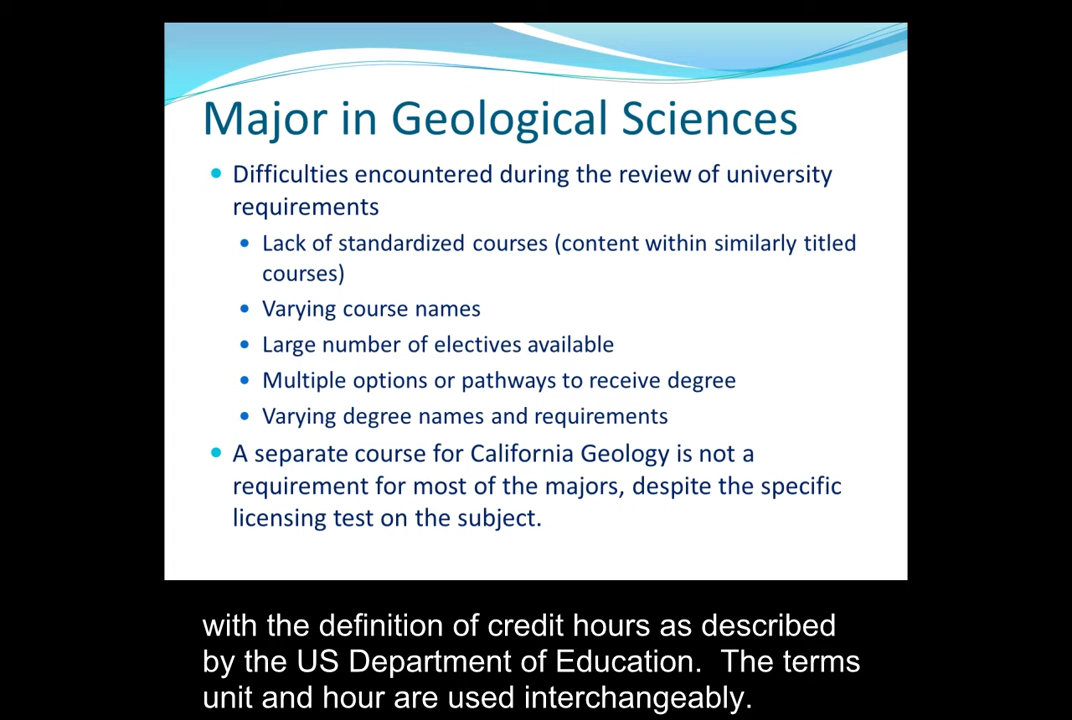 Major in Geological Sciences
• Difficulties encountered during the review of university
requirements
• Lack of standardized courses (content within similarly titled
courses)
• Varying course names
• Large number of electives available
• Multiple options or pathways to receive degree
• Varying degree names and requirements
• A separate course for California Geology is not a
requirement for most of the majors, despite the specific
licensing test on the subject.
with the definition of credit hours as described
by the US Department of Education.  The terms
unit and hour are used interchangeably.